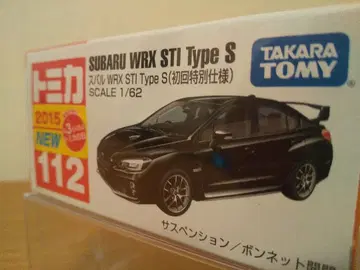 トミカ
2015
NEW
112
SUBARU WRX STI Type S
スバル WRX STI Type S(初回特別仕様)
SCALE 1/62
TAKARA
TOMY
サスペンション/ボンネット開閉